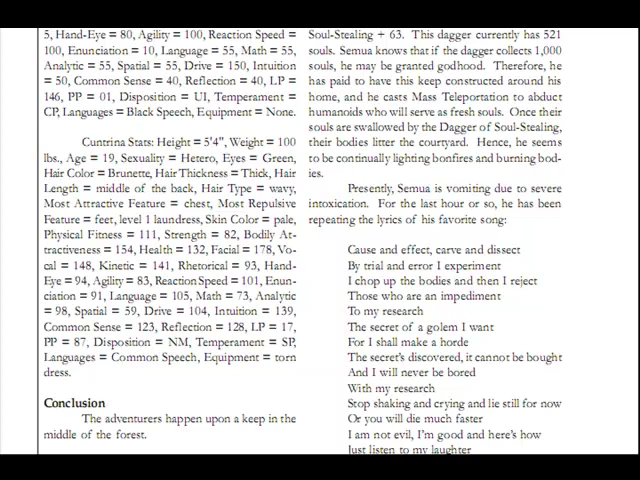 5, Hand-Eye = 80, Agility = 100, Reaction Speed =
100, Enunciation = 10, Language = 55, Math = 55,
Analytic = 55, Spatial = 55, Drive = 150, Intuition
= 50, Common Sense = 40, Reflection = 40, LP =
146, PP = 01, Disposition = UI, Temperament =
CP, Languages = Black Speech, Equipment = None.
Cuntrina Stats: Height = 5'4", Weight = 100
lbs., Age = 19, Sexuality = Hetero, Eyes = Green,
Hair Color = Brunette, Hair Thickness = Thick, Hair
Length = middle of the back, Hair Type = wavy,
Most Attractive Feature = chest, Most Repulsive
Feature = feet, level 1 laundress, Skin Color = pale,
Physical Fitness = 111, Strength = 82, Bodily At-
tractiveness = 154, Health = 132, Facial = 178, Vo-
cal = 148, Kinetic = 141, Rhetorical = 93, Hand-
Eye = 94, Agility = 83, Reaction Speed = 101, Enun-
ciation = 91, Language = 105, Math = 73, Analytic
= 98, Spatial = 59, Drive = 104, Intuition = 139,
Common Sense = 123, Reflection = 128, LP = 17,
PP = 87, Disposition = NM, Temperament = SP,
Languages = Common Speech, Equipment = torn
dress.
Conclusion
The adventurers happen upon a keep in the
middle of the forest.
Soul-Stealing + 63. This dagger currently has 521
souls. Semua knows that if the dagger collects 1,000
souls, he may be granted godhood. Therefore, he
has paid to have this keep constructed around his
home, and he casts Mass Teleportation to abduct
humanoids who will serve as fresh souls. Once their
souls are swallowed by the Dagger of Soul-Stealing,
their bodies litter the courtyard. Hence, he seems
to be continually lighting bonfires and burning bod-
ies.
Presently, Semua is vomiting due to severe
intoxication. For the last hour or so, he has been
repeating the lyrics of his favorite song:
Cause and effect, carve and dissect
By trial and error I experiment
I chop up the bodies and then I reject
Those who are an impediment
To my research
The secret of a golem I want
For I shall make a horde
The secret's discovered, it cannot be bought
And I will never be bored
With my research
Stop shaking and crying and lie still for now
Or you will die much faster
I am not evil, I'm good and here's how
Just listen to my laughter